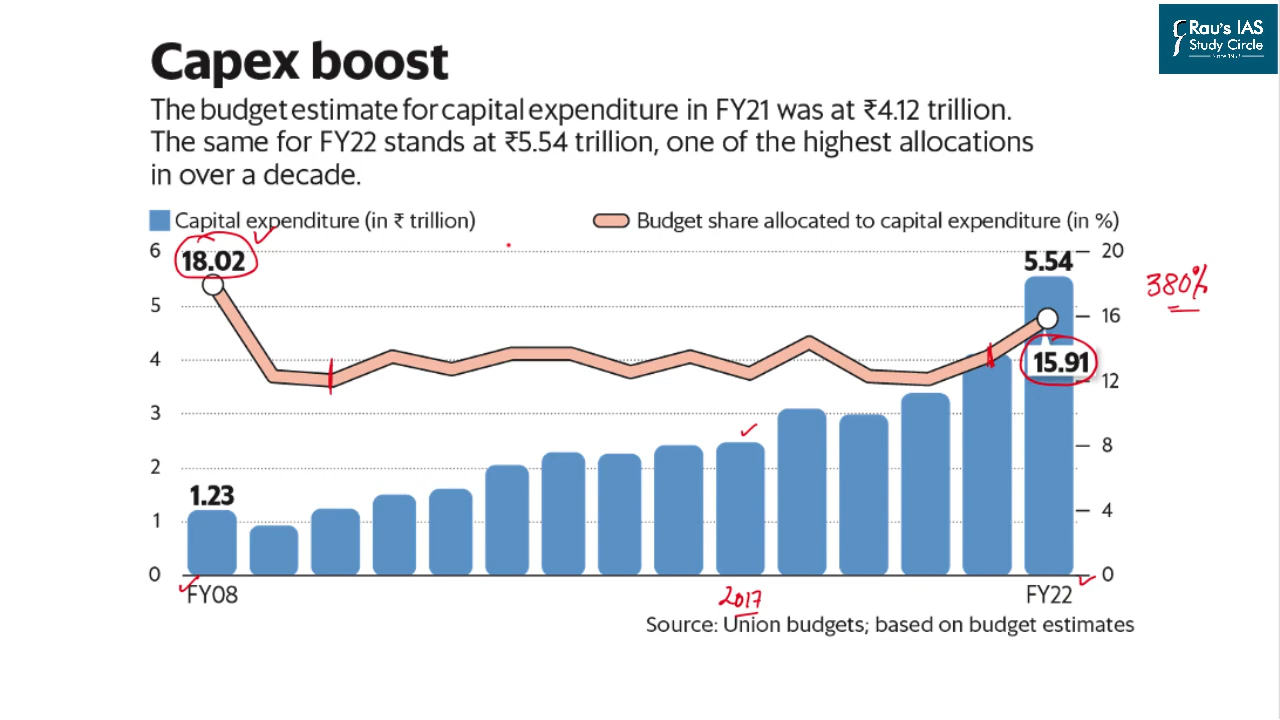 Rau's IAS
Study Circle
Capex boost
The budget estimate for capital expenditure in FY21 was at ₹4.12 trillion.
The same for FY22 stands at ₹5.54 trillion, one of the highest allocations
in over a decade.
Capital expenditure (in ₹ trillion) Budget share allocated to capital expenditure (in %)
6 18.02 5.54 20
380%
5 16
4 15.91 12
3
2 8
1.23
1 4
0 0
FY08 2017 FY22
Source: Union budgets; based on budget estimates